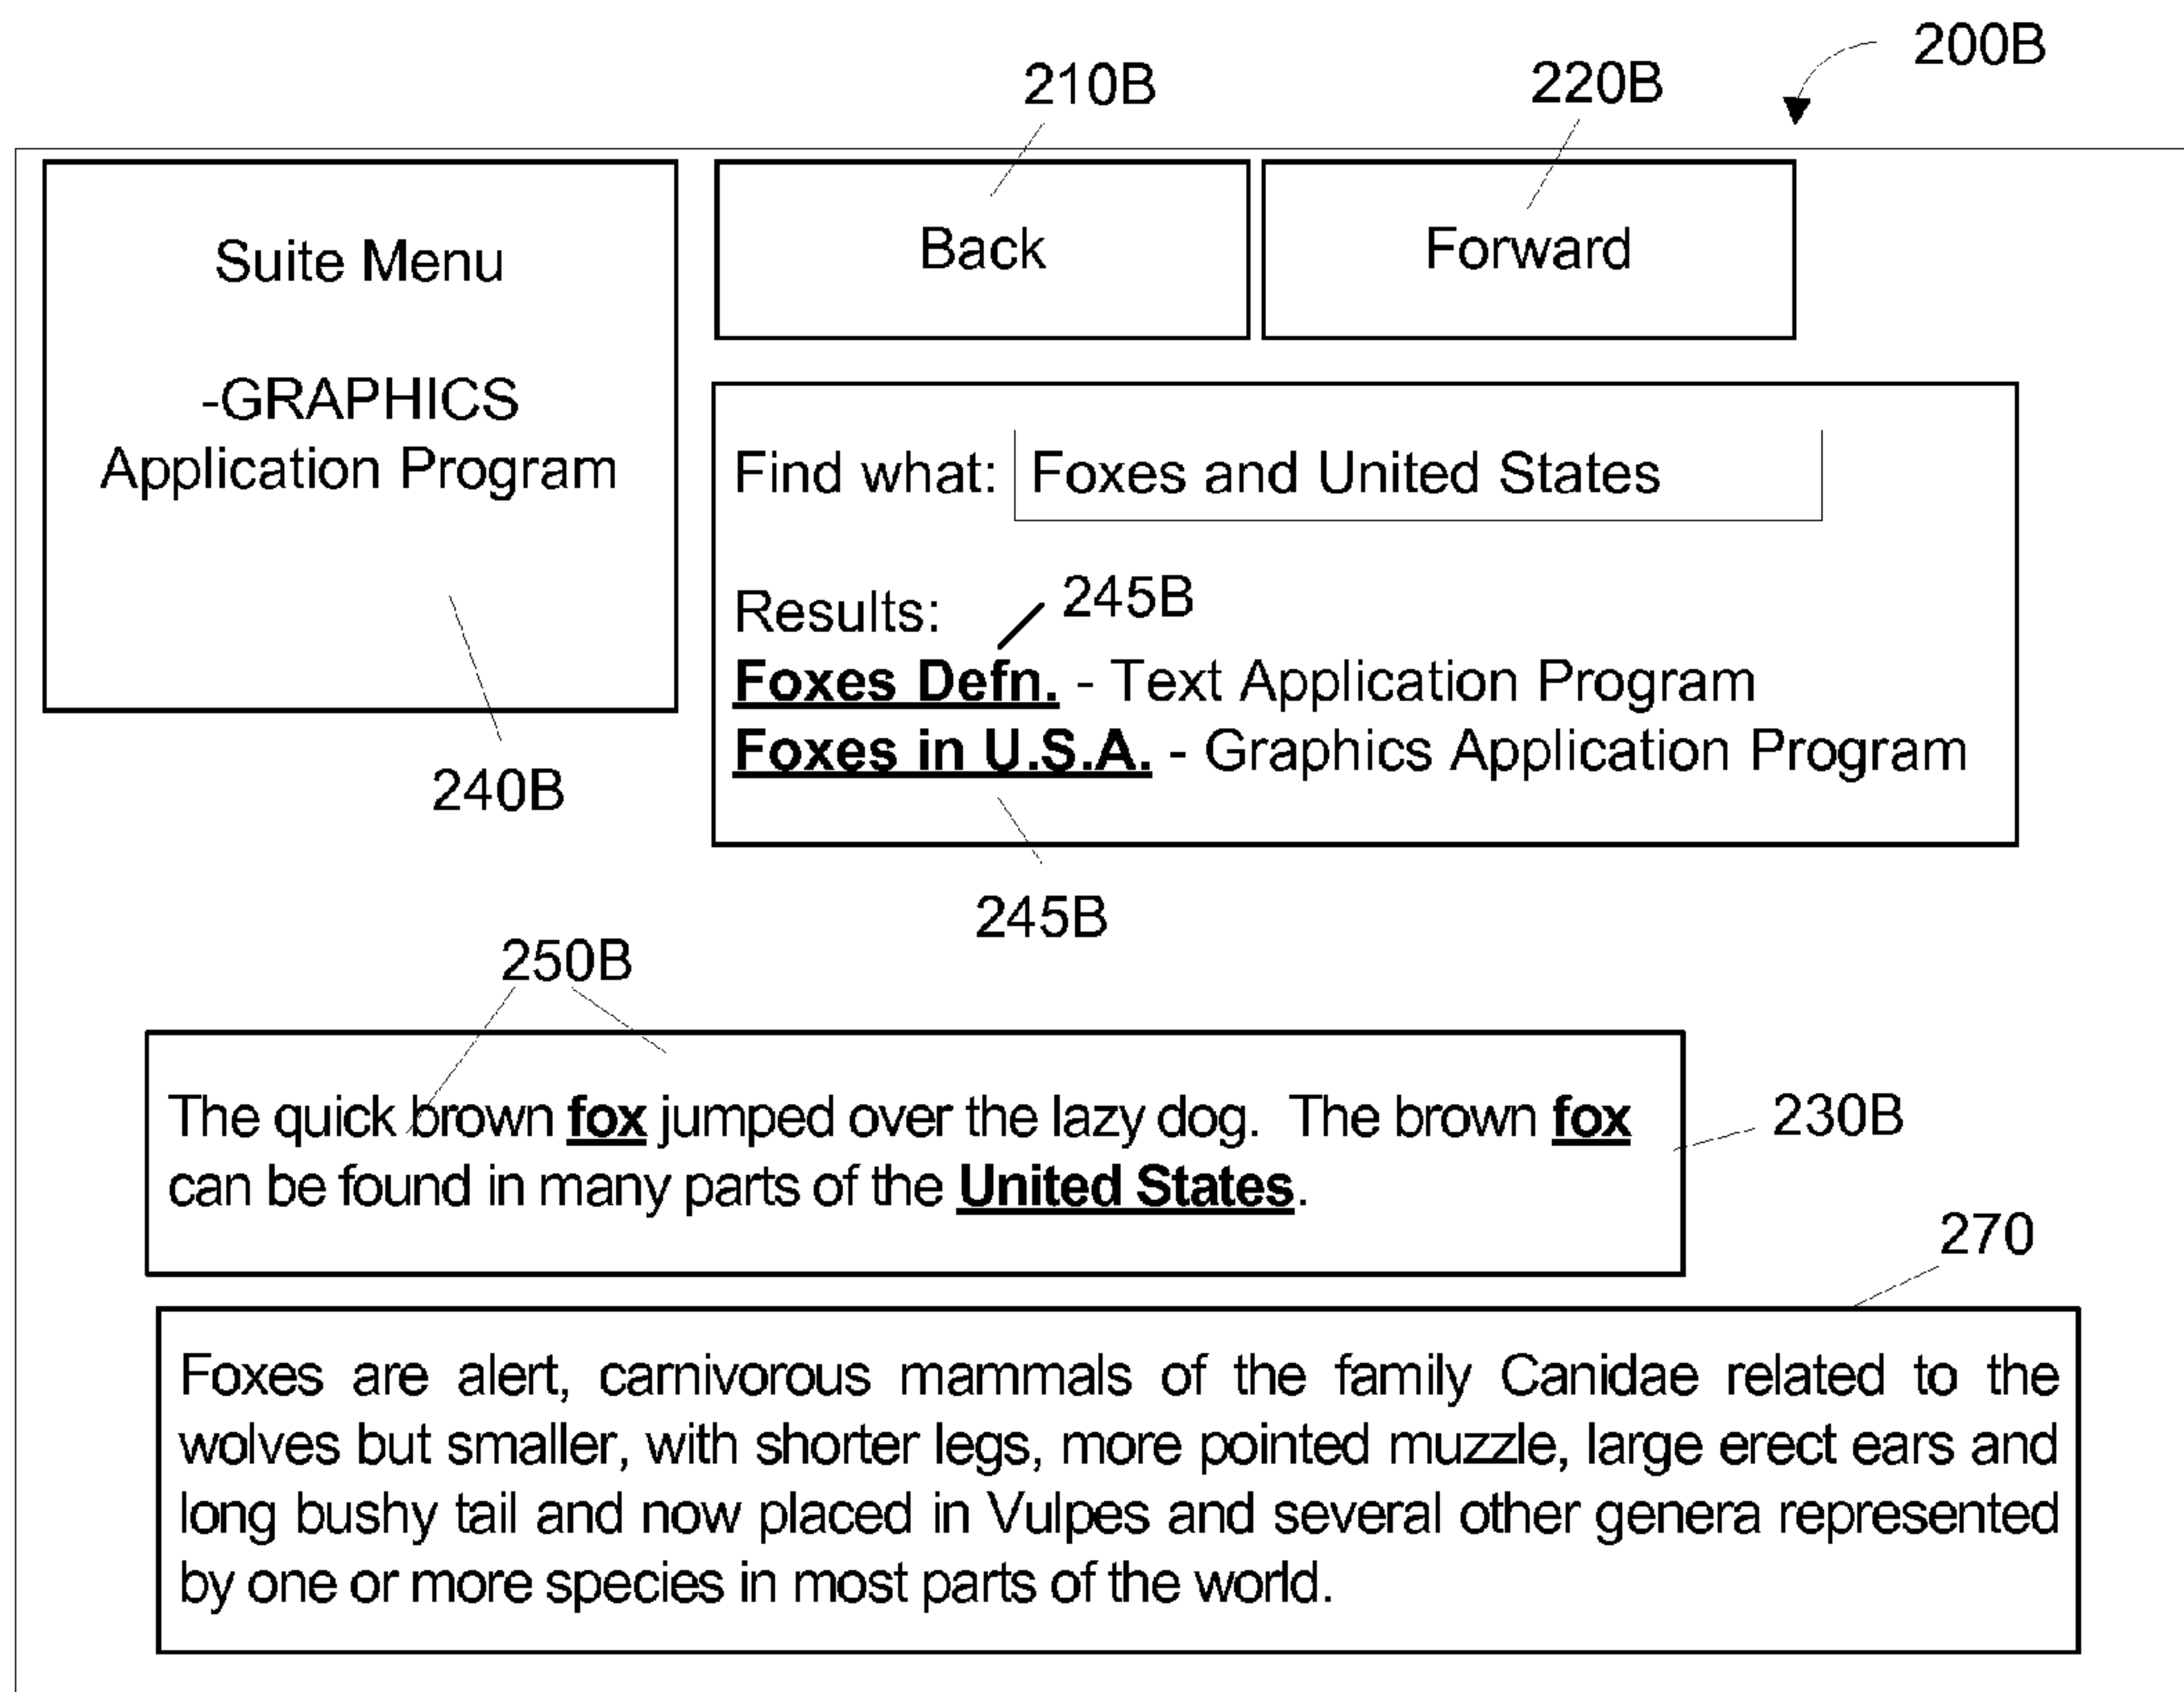 200B
210B
220B
Suite Menu
-GRAPHICS
Application Program
Back
Forward
Find what: Foxes and United States
Results:
245B
Foxes Defn. - Text Application Program
Foxes in U.S.A. - Graphics Application Program
240B
245B
250B
The quick brown fox jumped over the lazy dog. The brown fox
can be found in many parts of the United States.
230B
270
Foxes are alert, carnivorous mammals of the family Canidae related to the
wolves but smaller, with shorter legs, more pointed muzzle, large erect ears and
long bushy tail and now placed in Vulpes and several other genera represented
by one or more species in most parts of the world.